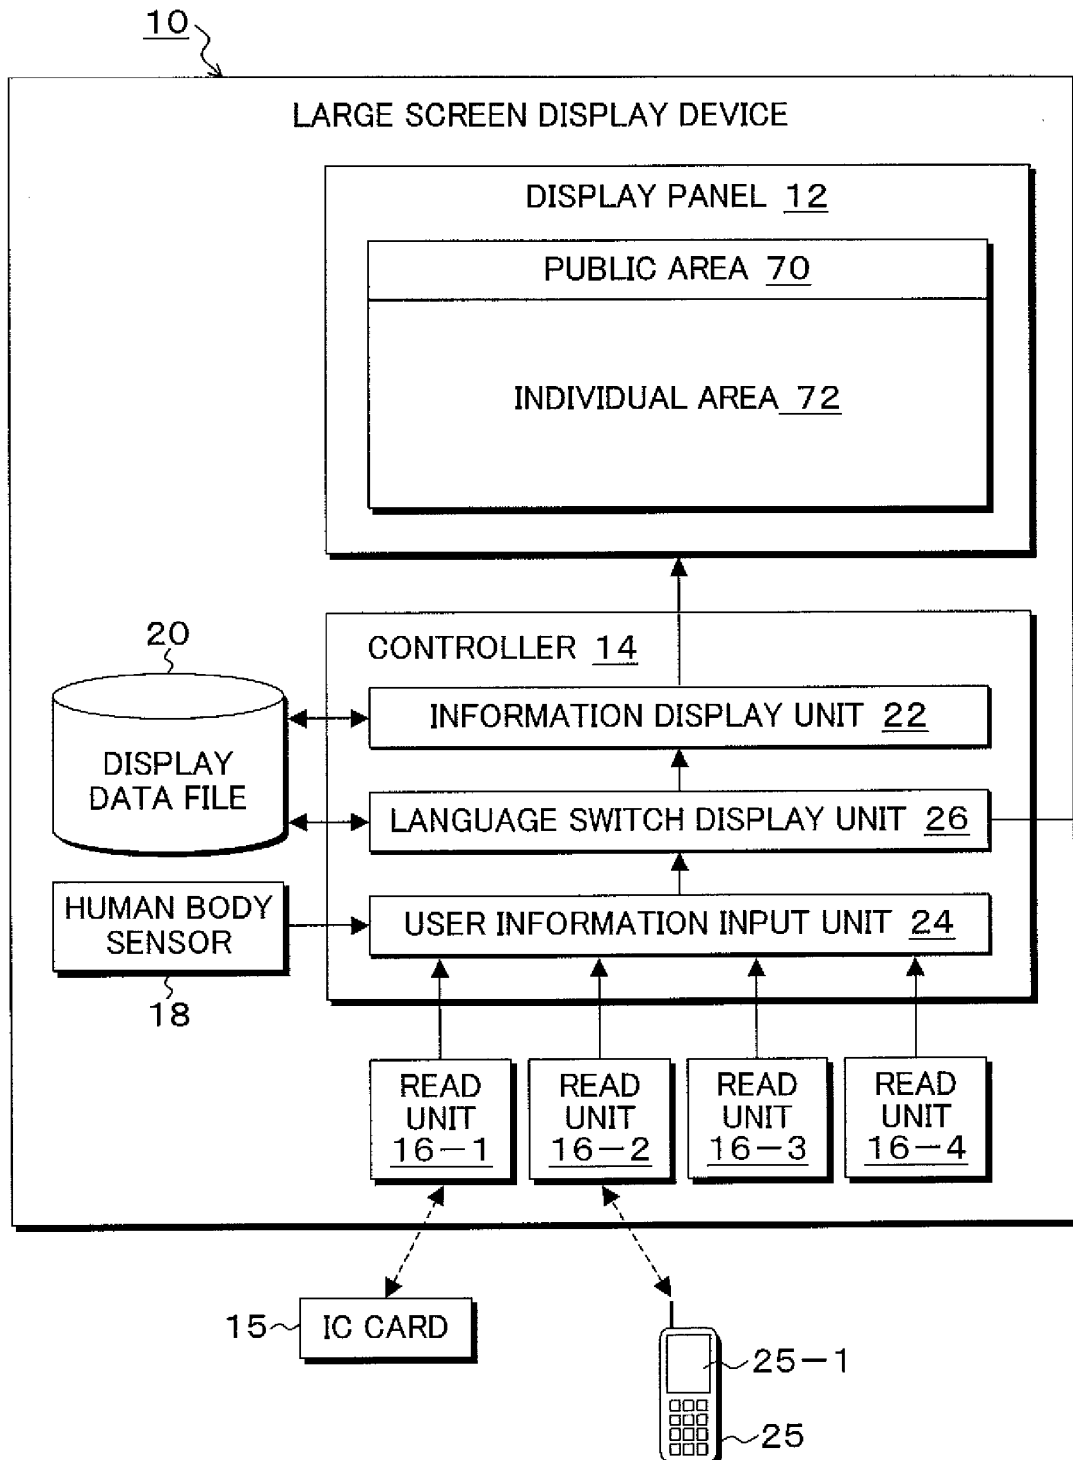 10
LARGE SCREEN DISPLAY DEVICE
DISPLAY PANEL 12
PUBLIC AREA 70
INDIVIDUAL AREA 72
20
DISPLAY
DATA FILE
CONTROLLER 14
INFORMATION DISPLAY UNIT 22
LANGUAGE SWITCH DISPLAY UNIT 26
HUMAN BODY
SENSOR
18
USER INFORMATION INPUT UNIT 24
READ
UNIT
16-1
READ
UNIT
16-2
READ
UNIT
16-3
READ
UNIT
16-4
15
IC CARD
25-1
25